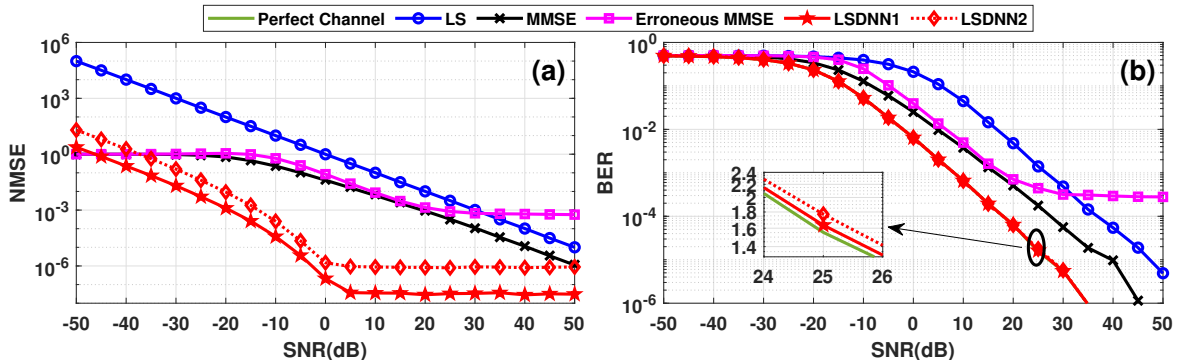 Perfect Channel LS MMSE Erroneous MMSE LSDNN1 LSDNN2
(a)
NMSE
10^6
10^3
10^0
10^-3
10^-6
-50 -40 -30 -20 -10 0 10 20 30 40 50
SNR(dB)
(b)
BER
10^0
10^-2
10^-4
10^-6
2.4
2.2
2
1.8
1.6
1.4
24 25 26
-50 -40 -30 -20 -10 0 10 20 30 40 50
SNR(dB)